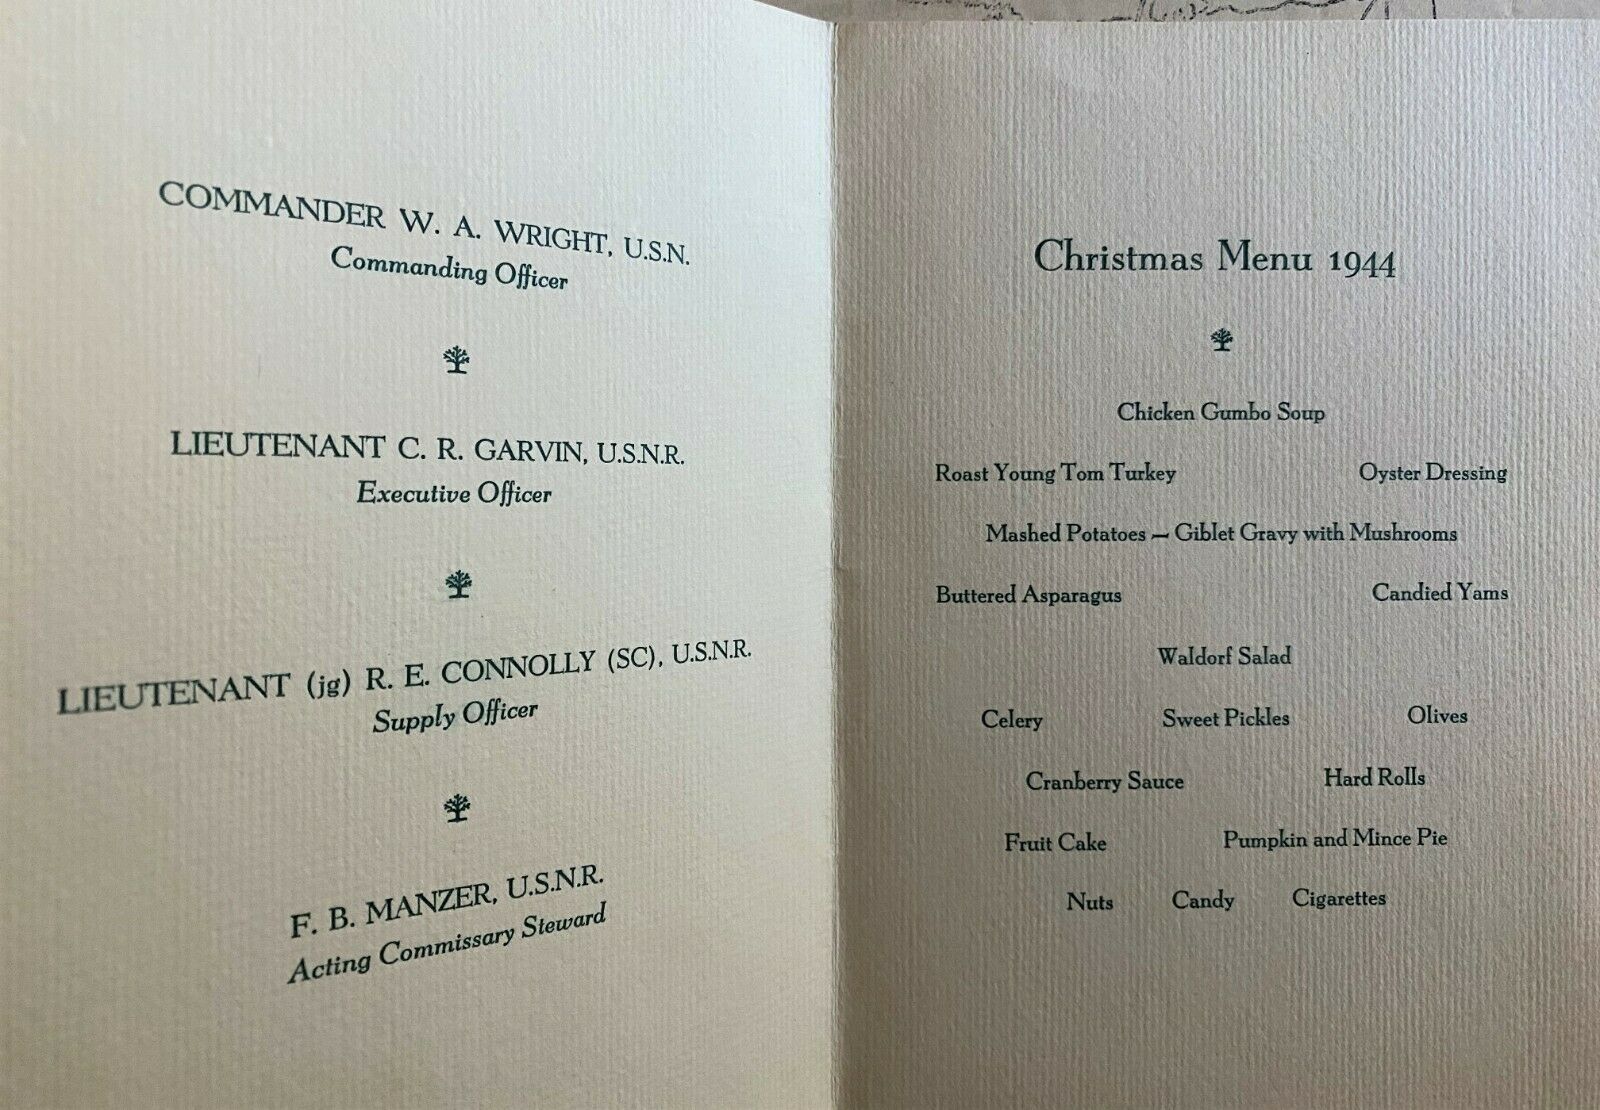 COMMANDER W. A. WRIGHT, U.S.N.
Commanding Officer
LIEUTENANT C. R. GARVIN, U.S.N.R.
Executive Officer
LIEUTENANT (jg) R. E. CONNOLLY (SC), U.S.N.R.
Supply Officer
F. B. MANZER, U.S.N.R.
Acting Commissary Steward
Christmas Menu 1944
Chicken Gumbo Soup
Roast Young Tom Turkey Oyster Dressing
Mashed Potatoes — Giblet Gravy with Mushrooms
Buttered Asparagus Candied Yams
Waldorf Salad
Celery Sweet Pickles Olives
Cranberry Sauce Hard Rolls
Fruit Cake Pumpkin and Mince Pie
Nuts Candy Cigarettes